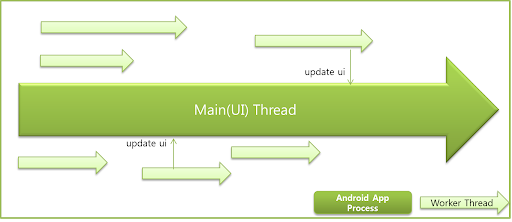 update ui
Main(UI) Thread
update ui
Android App
Process
Worker Thread